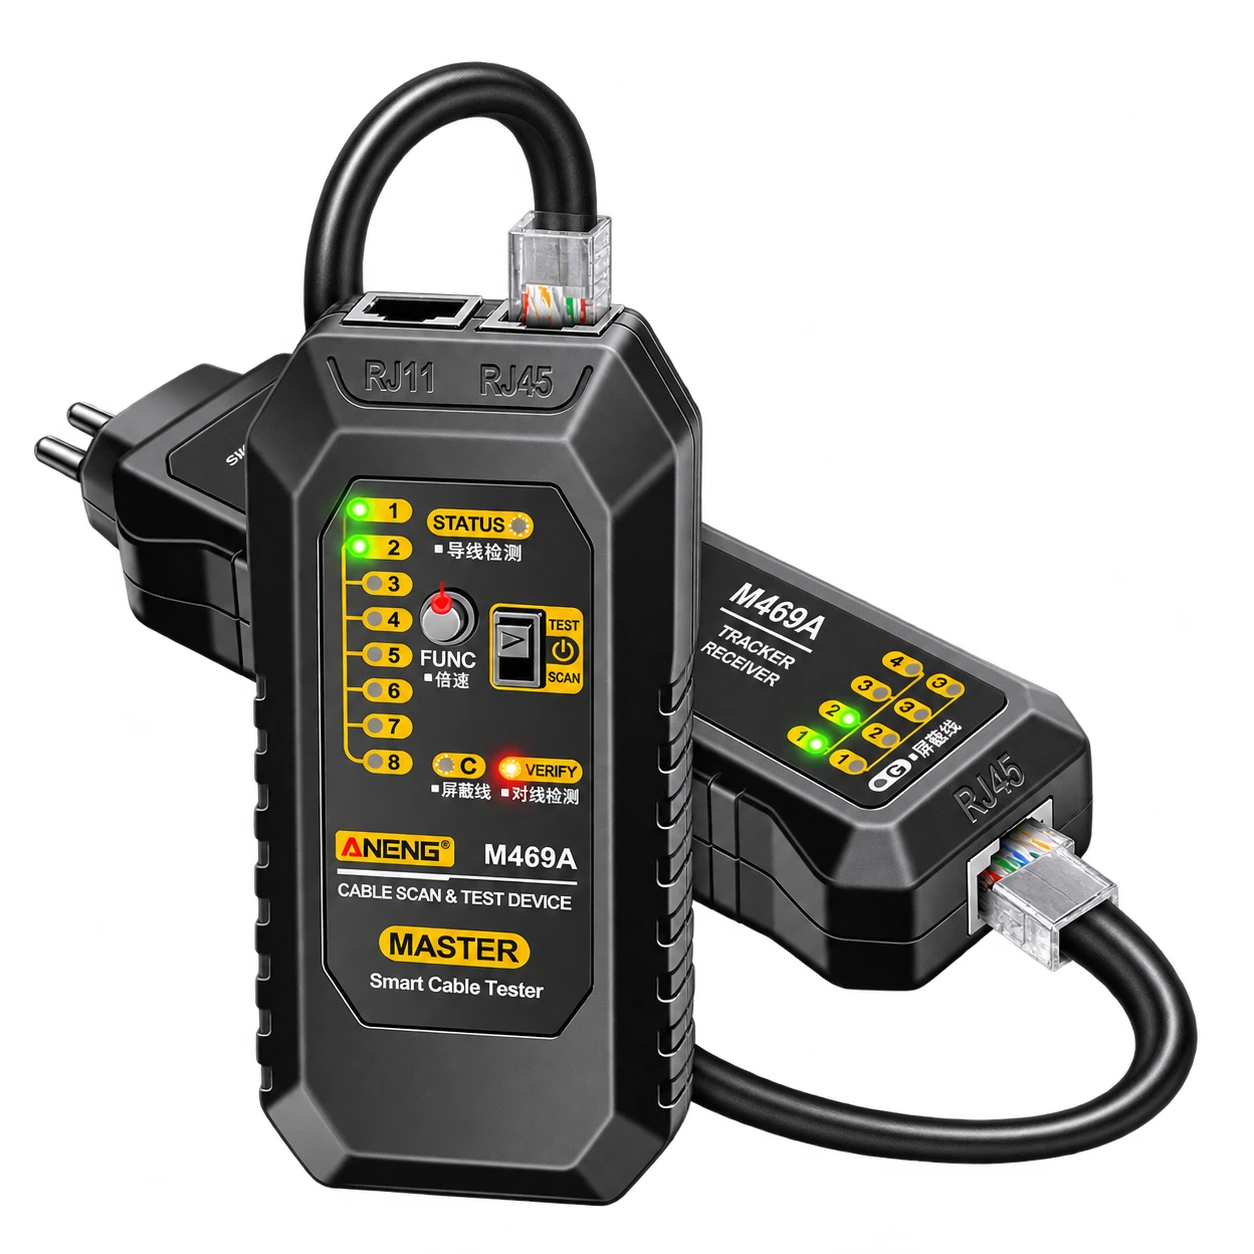 RJ11 RJ45
1
2
3
4
5
6
7
8
STATUS
▪导线检测
FUNC
▪倍速
TEST
SCAN
C
▪屏蔽线
VERIFY
▪对线检测
ANENG®
M469A
CABLE SCAN & TEST DEVICE
MASTER
Smart Cable Tester
M469A
TRACKER
RECEIVER
4
3
3
3
2
2
1
1
G
▪屏蔽线
RJ45